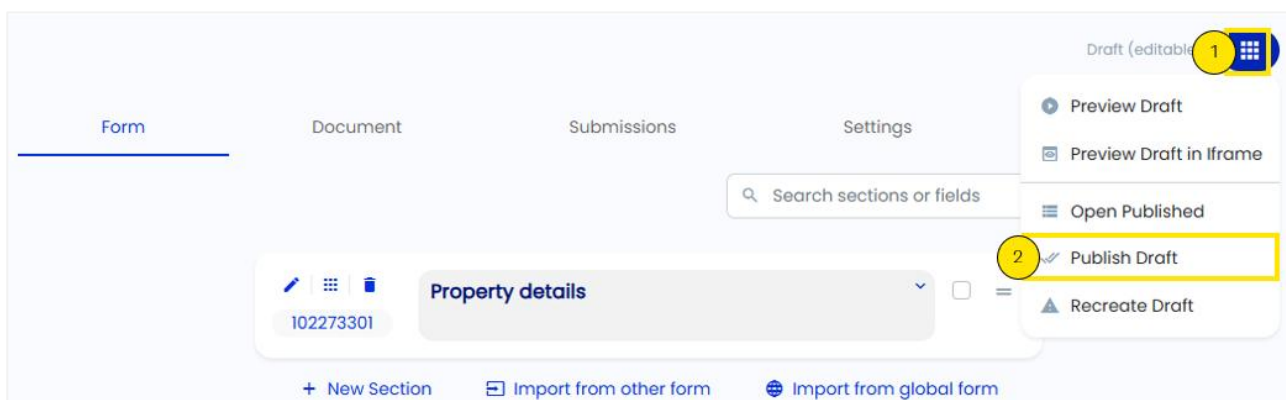 Draft (editable
1
Preview Draft
Form Document Submissions Settings
Preview Draft in Iframe
Search sections or fields
Open Published
2 Publish Draft
Property details
102273301
Recreate Draft
+ New Section Import from other form Import from global form